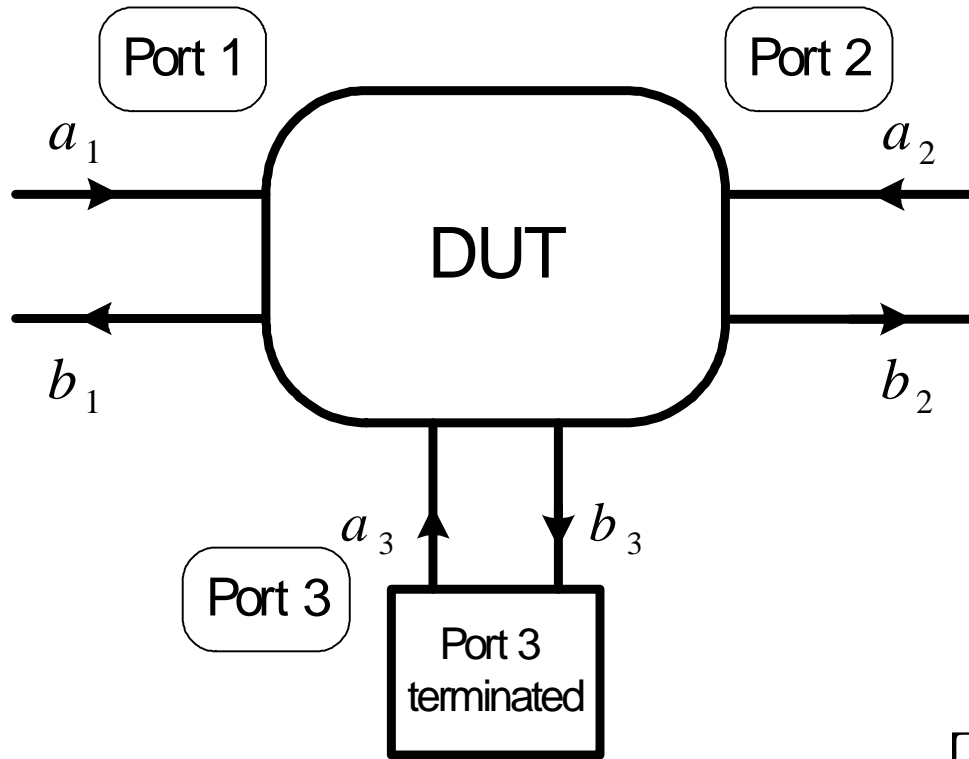 Port 1
Port 2
a₁
a₂
DUT
b₁
b₂
a₃
b₃
Port 3
Port 3
terminated